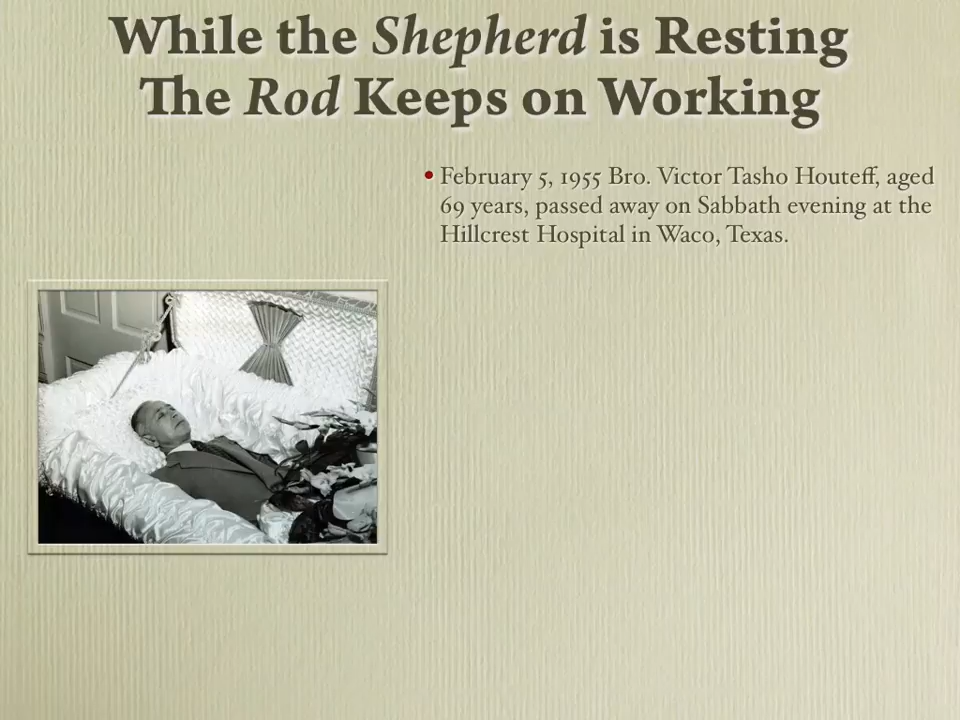 While the Shepherd is Resting
The Rod Keeps on Working
• February 5, 1955 Bro. Victor Tasho Houteff, aged
69 years, passed away on Sabbath evening at the
Hillcrest Hospital in Waco, Texas.